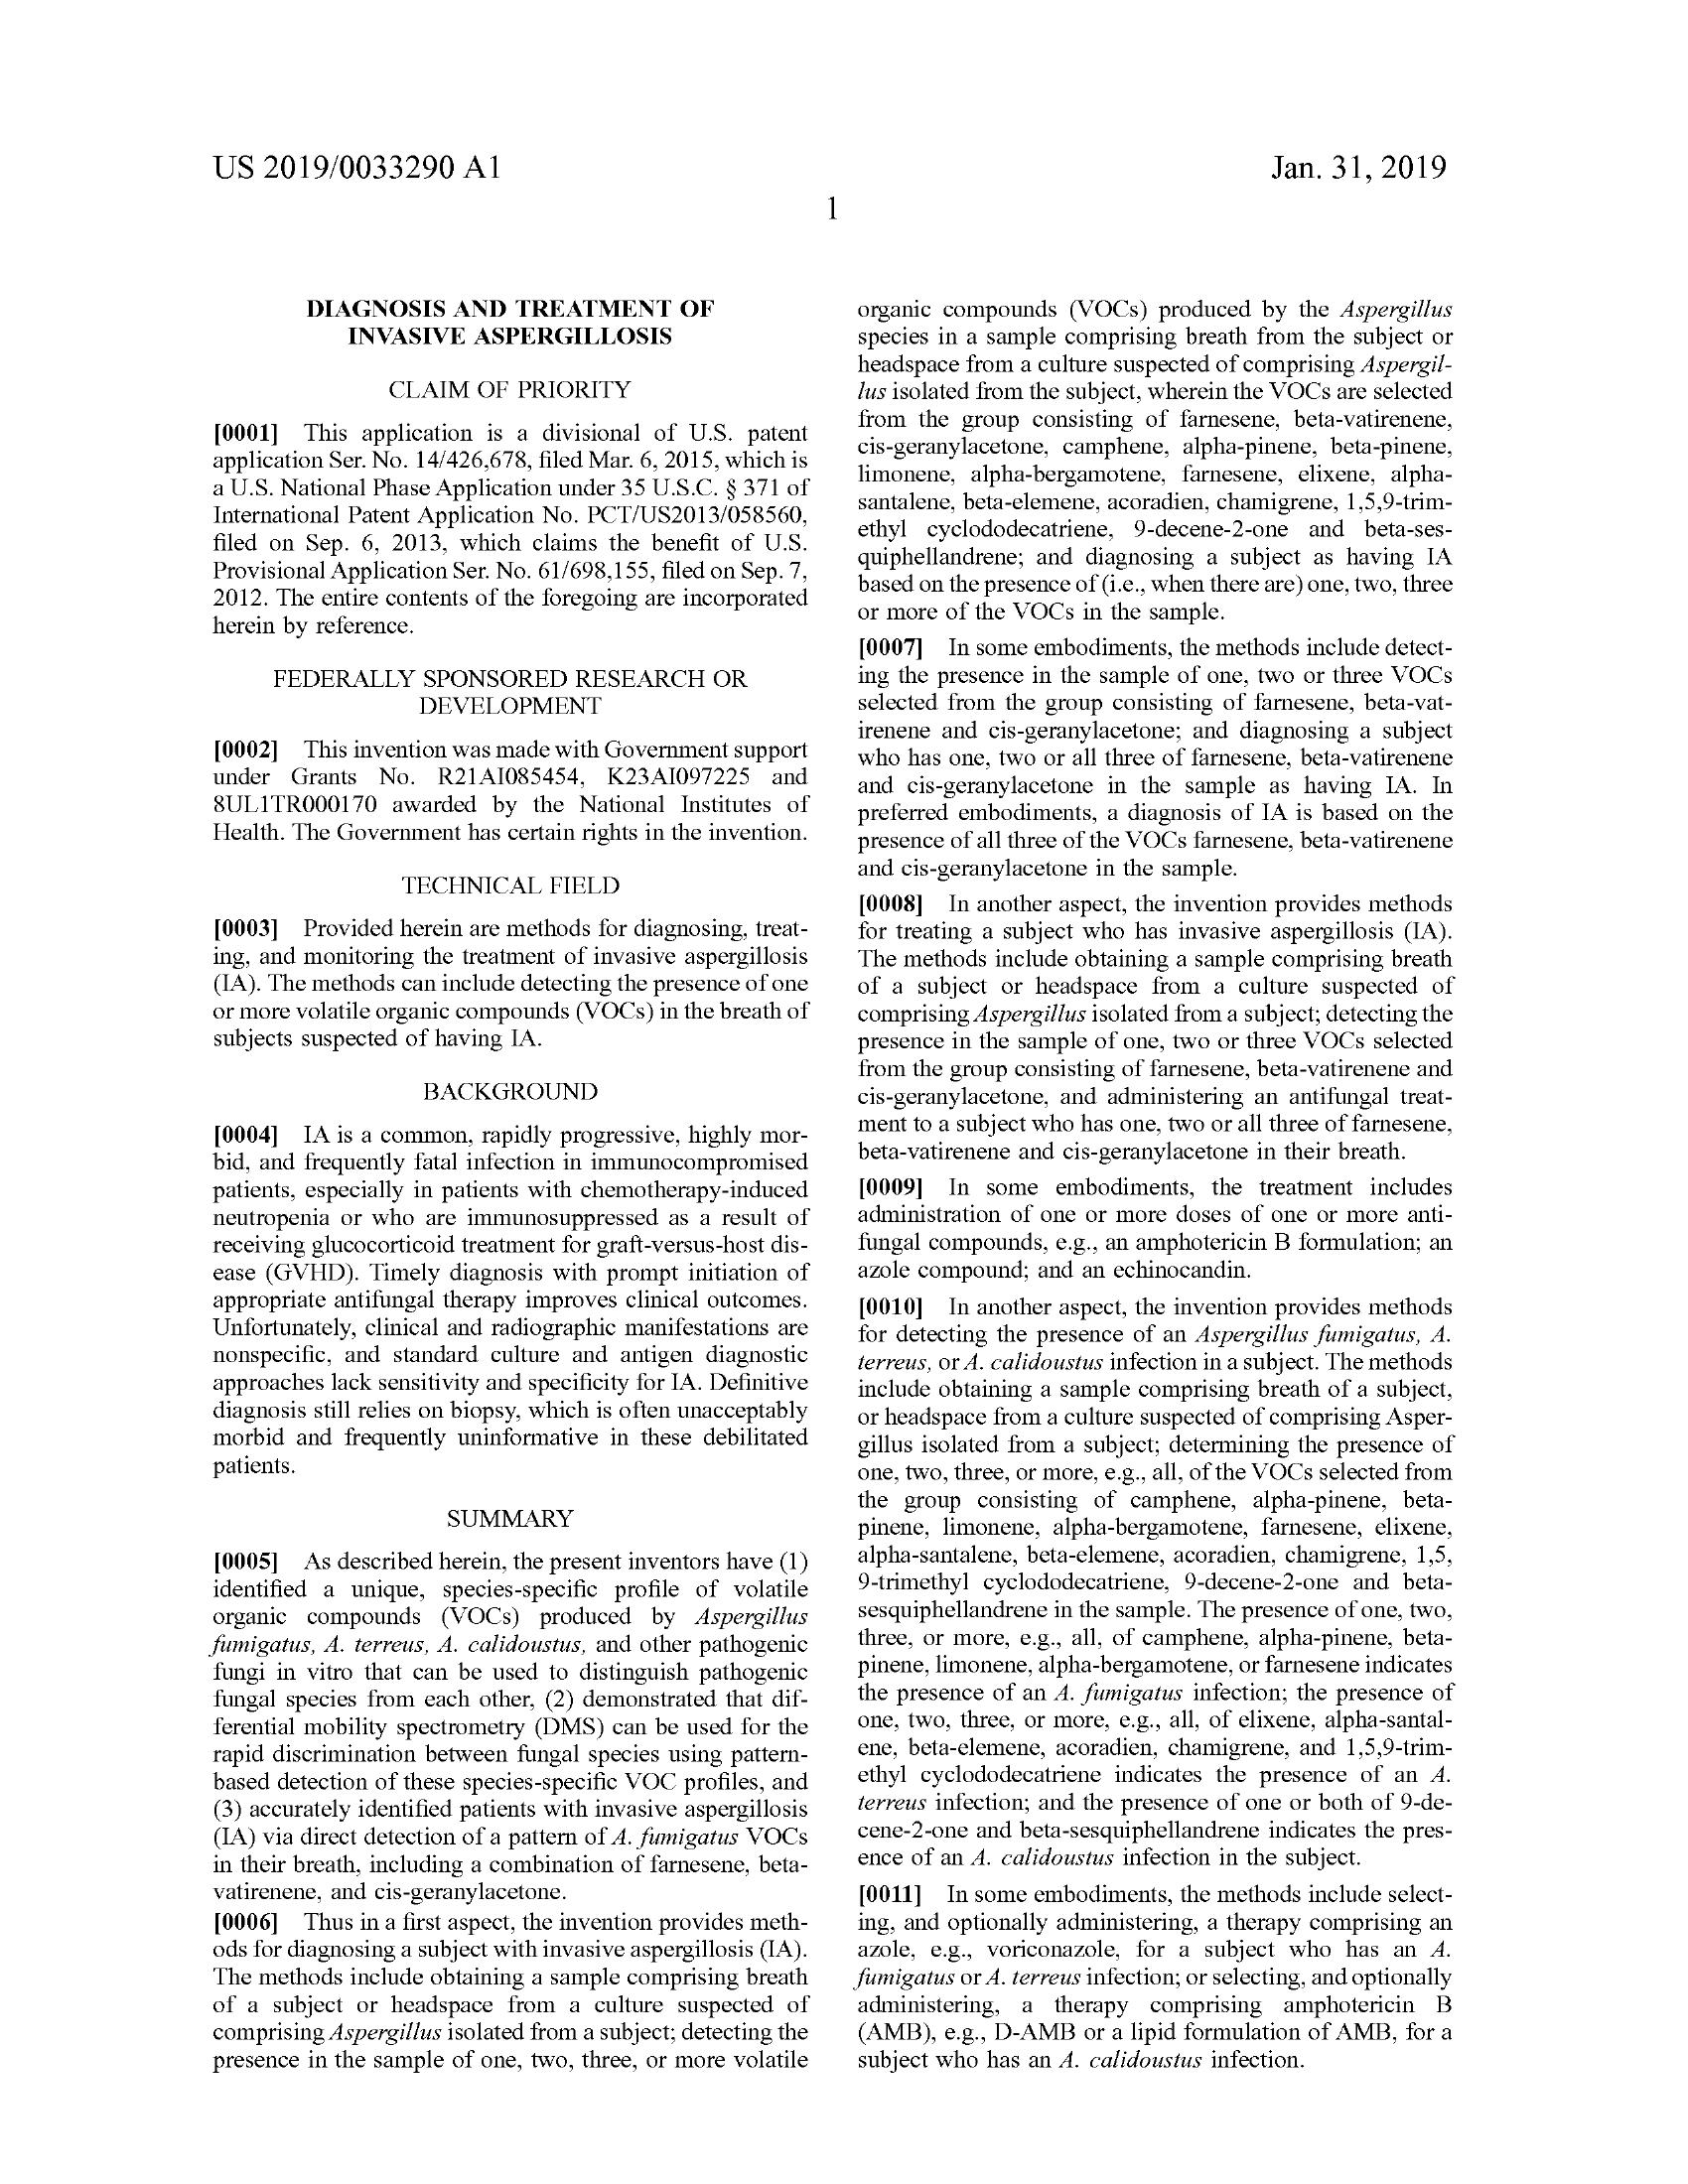 US 2019/0033290 A1
Jan. 31, 2019
1
DIAGNOSIS AND TREATMENT OF
INVASIVE ASPERGILLOSIS
CLAIM OF PRIORITY
[0001] This application is a divisional of U.S. patent
application Ser. No. 14/426,678, filed Mar. 6, 2015, which is
a U.S. National Phase Application under 35 U.S.C. § 371 of
International Patent Application No. PCT/US2013/058560,
filed on Sep. 6, 2013, which claims the benefit of U.S.
Provisional Application Ser. No. 61/698,155, filed on Sep. 7,
2012. The entire contents of the foregoing are incorporated
herein by reference.
FEDERALLY SPONSORED RESEARCH OR
DEVELOPMENT
[0002] This invention was made with Government support
under Grants No. R21AI085454, K23AI097225 and
8UL1TR000170 awarded by the National Institutes of
Health. The Government has certain rights in the invention.
TECHNICAL FIELD
[0003] Provided herein are methods for diagnosing, treat-
ing, and monitoring the treatment of invasive aspergillosis
(IA). The methods can include detecting the presence of one
or more volatile organic compounds (VOCs) in the breath of
subjects suspected of having IA.
BACKGROUND
[0004] IA is a common, rapidly progressive, highly mor-
bid, and frequently fatal infection in immunocompromised
patients, especially in patients with chemotherapy-induced
neutropenia or who are immunosuppressed as a result of
receiving glucocorticoid treatment for graft-versus-host dis-
ease (GVHD). Timely diagnosis with prompt initiation of
appropriate antifungal therapy improves clinical outcomes.
Unfortunately, clinical and radiographic manifestations are
nonspecific, and standard culture and antigen diagnostic
approaches lack sensitivity and specificity for IA. Definitive
diagnosis still relies on biopsy, which is often unacceptably
morbid and frequently uninformative in these debilitated
patients.
SUMMARY
[0005] As described herein, the present inventors have (1)
identified a unique, species-specific profile of volatile
organic compounds (VOCs) produced by Aspergillus
fumigatus, A. terreus, A. calidoustus, and other pathogenic
fungi in vitro that can be used to distinguish pathogenic
fungal species from each other, (2) demonstrated that dif-
ferential mobility spectrometry (DMS) can be used for the
rapid discrimination between fungal species using pattern-
based detection of these species-specific VOC profiles, and
(3) accurately identified patients with invasive aspergillosis
(IA) via direct detection of a pattern of A. fumigatus VOCs
in their breath, including a combination of farnesene, beta-
vatirenene, and cis-geranylacetone.
[0006] Thus in a first aspect, the invention provides meth-
ods for diagnosing a subject with invasive aspergillosis (IA).
The methods include obtaining a sample comprising breath
of a subject or headspace from a culture suspected of
comprising Aspergillus isolated from a subject; detecting the
presence in the sample of one, two, three, or more volatile
organic compounds (VOCs) produced by the Aspergillus
species in a sample comprising breath from the subject or
headspace from a culture suspected of comprising Aspergil-
lus isolated from the subject, wherein the VOCs are selected
from the group consisting of farnesene, beta-vatirenene,
cis-geranylacetone, camphene, alpha-pinene, beta-pinene,
limonene, alpha-bergamotene, farnesene, elixene, alpha-
santalene, beta-elemene, acoradien, chamigrene, 1,5,9-trim-
ethyl cyclododecatriene, 9-decene-2-one and beta-ses-
quiphellandrene; and diagnosing a subject as having IA
based on the presence of (i.e., when there are) one, two, three
or more of the VOCs in the sample.
[0007] In some embodiments, the methods include detect-
ing the presence in the sample of one, two or three VOCs
selected from the group consisting of farnesene, beta-vat-
irenene and cis-geranylacetone; and diagnosing a subject
who has one, two or all three of farnesene, beta-vatirenene
and cis-geranylacetone in the sample as having IA. In
preferred embodiments, a diagnosis of IA is based on the
presence of all three of the VOCs farnesene, beta-vatirenene
and cis-geranylacetone in the sample.
[0008] In another aspect, the invention provides methods
for treating a subject who has invasive aspergillosis (IA).
The methods include obtaining a sample comprising breath
of a subject or headspace from a culture suspected of
comprising Aspergillus isolated from a subject; detecting the
presence in the sample of one, two or three VOCs selected
from the group consisting of farnesene, beta-vatirenene and
cis-geranylacetone, and administering an antifungal treat-
ment to a subject who has one, two or all three of farnesene,
beta-vatirenene and cis-geranylacetone in their breath.
[0009] In some embodiments, the treatment includes
administration of one or more doses of one or more anti-
fungal compounds, e.g., an amphotericin B formulation; an
azole compound; and an echinocandin.
[0010] In another aspect, the invention provides methods
for detecting the presence of an Aspergillus fumigatus, A.
terreus, or A. calidoustus infection in a subject. The methods
include obtaining a sample comprising breath of a subject,
or headspace from a culture suspected of comprising Asper-
gillus isolated from a subject; determining the presence of
one, two, three, or more, e.g., all, of the VOCs selected from
the group consisting of camphene, alpha-pinene, beta-
pinene, limonene, alpha-bergamotene, farnesene, elixene,
alpha-santalene, beta-elemene, acoradien, chamigrene, 1,5,
9-trimethyl cyclododecatriene, 9-decene-2-one and beta-
sesquiphellandrene in the sample. The presence of one, two,
three, or more, e.g., all, of camphene, alpha-pinene, beta-
pinene, limonene, alpha-bergamotene, or farnesene indicates
the presence of an A. fumigatus infection; the presence of
one, two, three, or more, e.g., all, of elixene, alpha-santal-
ene, beta-elemene, acoradien, chamigrene, and 1,5,9-trim-
ethyl cyclododecatriene indicates the presence of an A.
terreus infection; and the presence of one or both of 9-de-
cene-2-one and beta-sesquiphellandrene indicates the pres-
ence of an A. calidoustus infection in the subject.
[0011] In some embodiments, the methods include select-
ing, and optionally administering, a therapy comprising an
azole, e.g., voriconazole, for a subject who has an A.
fumigatus or A. terreus infection; or selecting, and optionally
administering, a therapy comprising amphotericin B
(AMB), e.g., D-AMB or a lipid formulation of AMB, for a
subject who has an A. calidoustus infection.